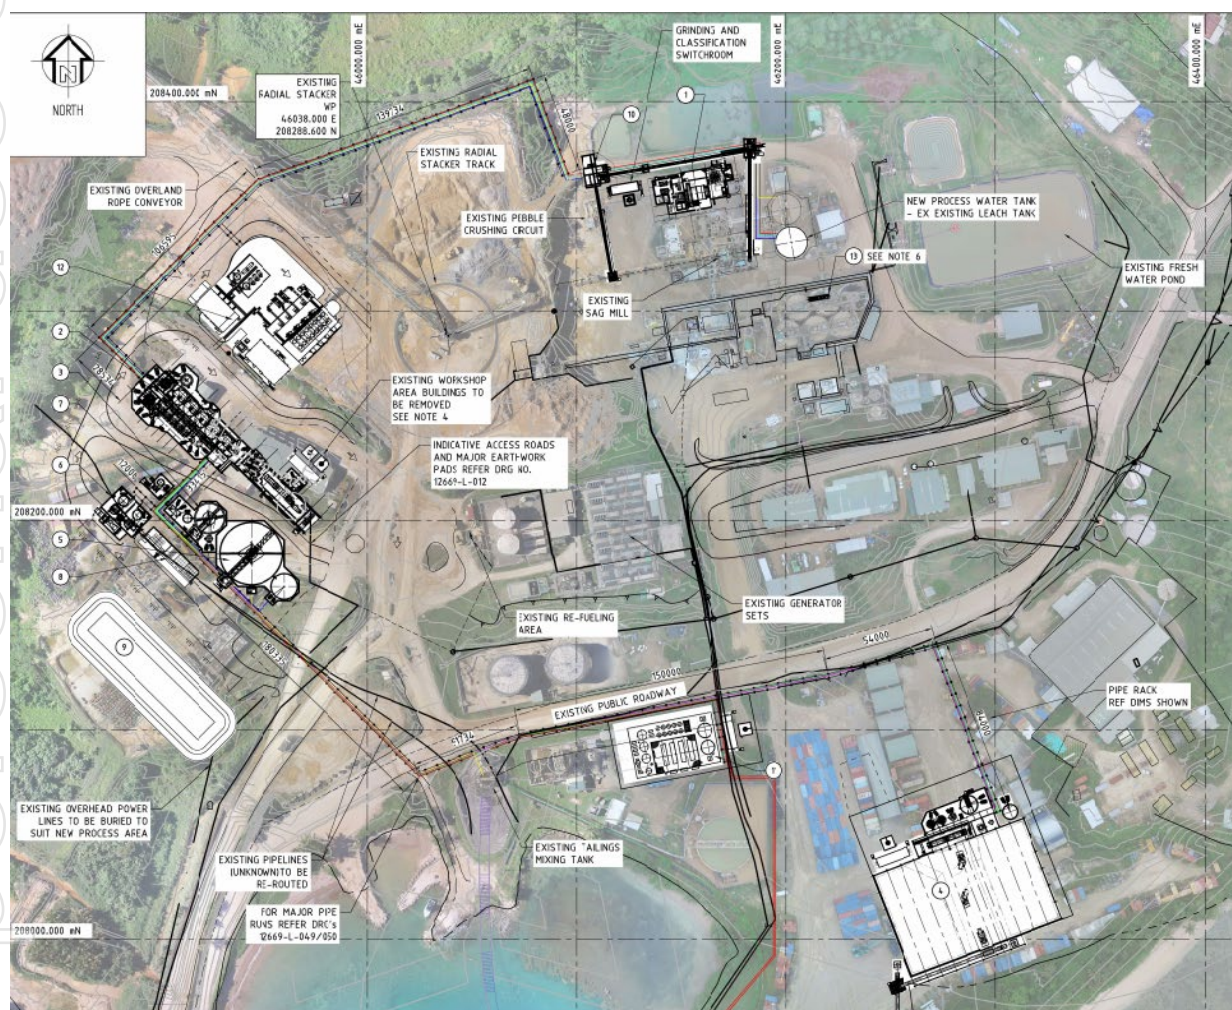 NORTH
46000.000 mE
46200.000 mE
46400.000 mE
208400.000 mN
EXISTING
RADIAL STACKER
WP
46038.000 E
208288.600 N
139734
48000
GRINDING AND
CLASSIFICATION
SWITCHROOM
1
10
EXISTING RADIAL
STACKER TRACK
EXISTING OVERLAND
ROPE CONVEYOR
EXISTING PEBBLE
CRUSHING CIRCUIT
NEW PROCESS WATER TANK
- EX EXISTING LEACH TANK
13
SEE NOTE 6
EXISTING FRESH
WATER POND
EXISTING
SAG MILL
12
2
3
7
6
5
8
9
EXISTING WORKSHOP
AREA BUILDINGS TO
BE REMOVED
SEE NOTE 4
INDICATIVE ACCESS ROADS
AND MAJOR EARTHWORK
PADS REFER DRG NO.
12669-L-012
208200.000 mN
EXISTING RE-FUELING
AREA
EXISTING GENERATOR
SETS
54000
150000
EXISTING PUBLIC ROADWAY
51734
180335
PIPE RACK
REF DIMS SHOWN
94000
EXISTING OVERHEAD POWER
LINES TO BE BURIED TO
SUIT NEW PROCESS AREA
EXISTING PIPELINES
(UNKNOWN) TO BE
RE-ROUTED
EXISTING TAILINGS
MIXING TANK
FOR MAJOR PIPE
RUNS REFER DRG's
12669-L-049/050
4
208000.000 mN